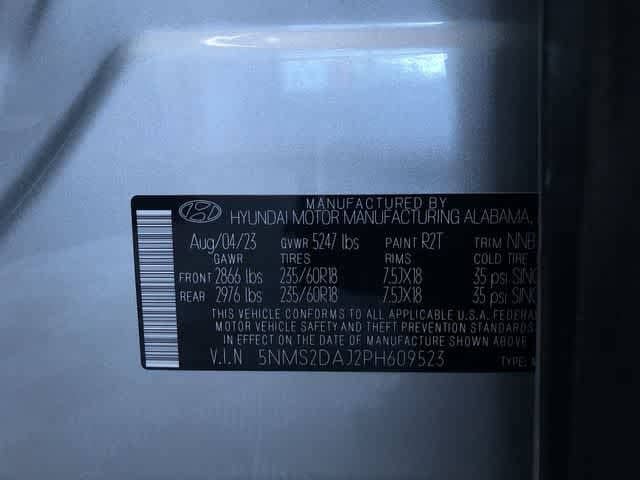 MANUFACTURED BY
HYUNDAI MOTOR MANUFACTURING ALABAMA,
Aug/04/23 GVWR 5247 lbs PAINT R2T TRIM NNB
GAWR TIRES RIMS COLD TIRE
FRONT 2866 lbs 235/60R18 7.5JX18 35 psi SING
REAR 2976 lbs 235/60R18 7.5JX18 35 psi SING
THIS VEHICLE CONFORMS TO ALL APPLICABLE U.S.A. FEDERAL
MOTOR VEHICLE SAFETY AND THEFT PREVENTION STANDARDS
IN EFFECT ON THE DATE OF MANUFACTURE SHOWN ABOVE
V.I.N 5NMS2DAJ2PH609523 TYPE: